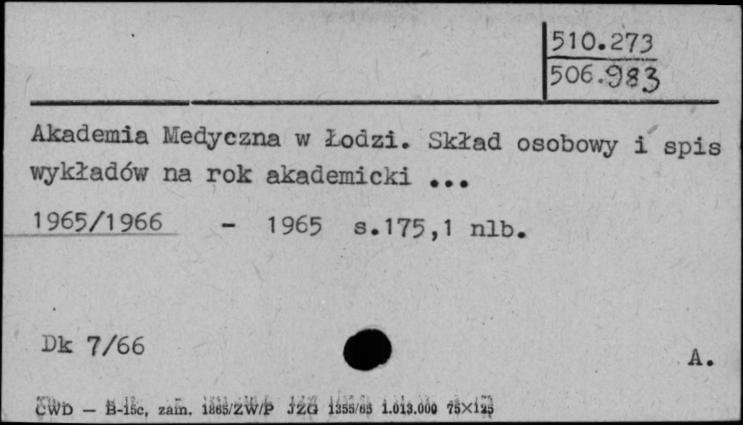 510.273
506.983
Akademia Medyczna w Łodzi. Skład osobowy i spis
wykładów na rok akademicki ...
1965/1966 - 1965 s.175,1 nlb.
Dk 7/66
A.
CWD — B-15c, zam. 1865/ZW/P JZG 1355/65 1.013.000 75×125